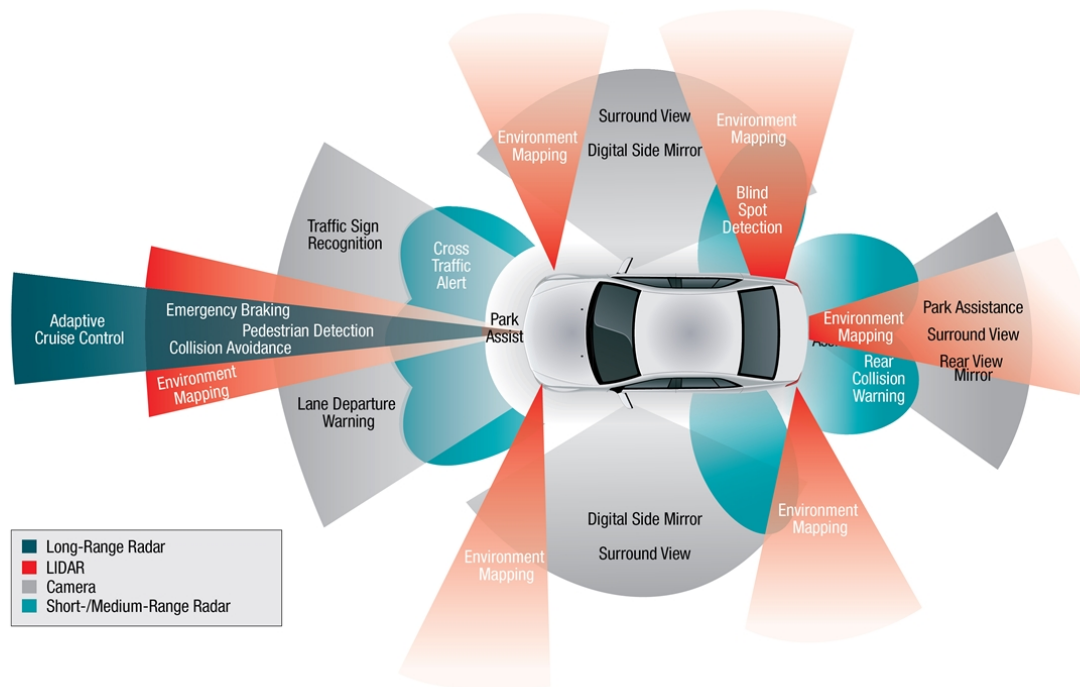 Surround View
Digital Side Mirror
Environment
Mapping
Environment
Mapping
Blind
Spot
Detection
Traffic Sign
Recognition
Cross
Traffic
Alert
Adaptive
Cruise Control
Emergency Braking
Pedestrian Detection
Collision Avoidance
Environment
Mapping
Lane Departure
Warning
Park
Assist
Environment
Mapping
Rear
Collision
Warning
Park Assistance
Surround View
Rear View
Mirror
Digital Side Mirror
Surround View
Environment
Mapping
Environment
Mapping
Long-Range Radar
LIDAR
Camera
Short-/Medium-Range Radar